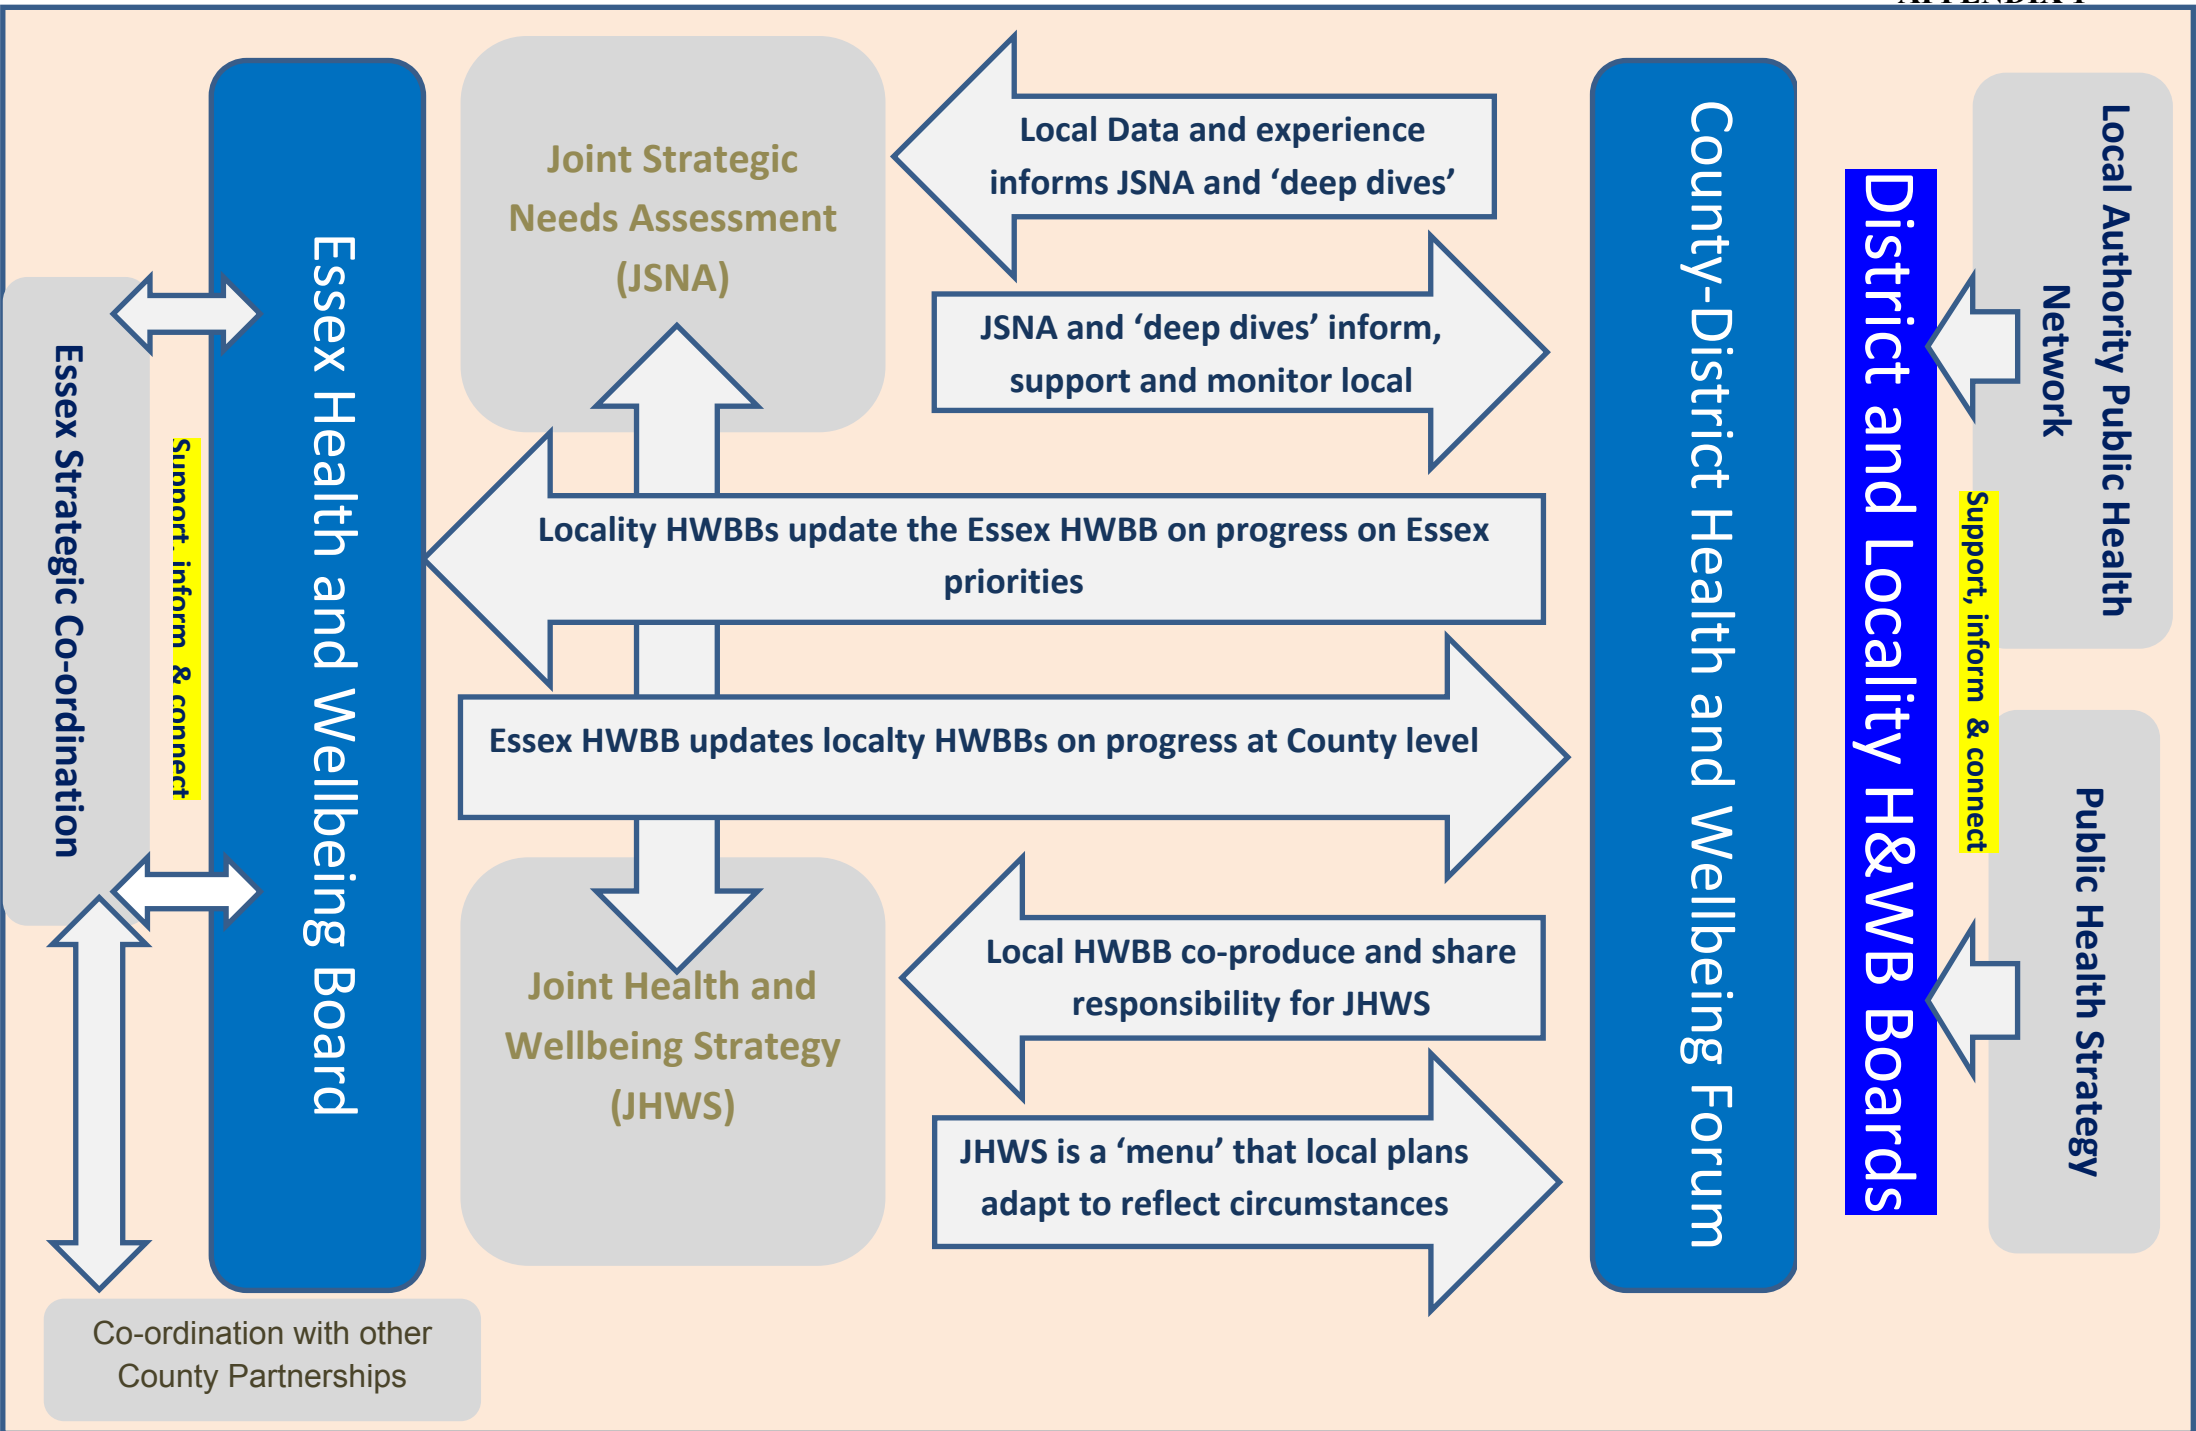 Essex Strategic Co-ordination
Support, inform & connect
Essex Health and Wellbeing Board
Joint Strategic
Needs Assessment
(JSNA)
Local Data and experience
informs JSNA and ‘deep dives’
JSNA and ‘deep dives’ inform,
support and monitor local
Locality HWBBs update the Essex HWBB on progress on Essex
priorities
Essex HWBB updates localty HWBBs on progress at County level
Joint Health and
Wellbeing Strategy
(JHWS)
Local HWBB co-produce and share
responsibility for JHWS
JHWS is a ‘menu’ that local plans
adapt to reflect circumstances
County-District Health and Wellbeing Forum
District and Locality H&WB Boards
Support, inform & connect
Local Authority Public Health
Network
Public Health Strategy
Co-ordination with other
County Partnerships